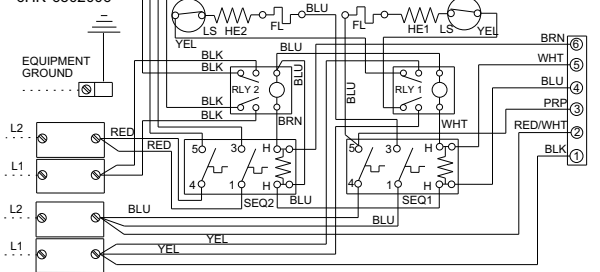 BLU
LS HE2 FL FL HE1 LS
YEL YEL
BRN 6
BLK BLU WHT 5
EQUIPMENT
GROUND
BLK
RLY 2 BLU BLU RLY 1 BLU 4
BLK PRP 3
L2 RED BLK BRN WHT RED/WHT 2
RED 5 3 H 5 3 H BLK 1
L1
4 1 H 4 1 H
SEQ2 BLU SEQ1
L2 BLU BLU
L1 YEL
YEL